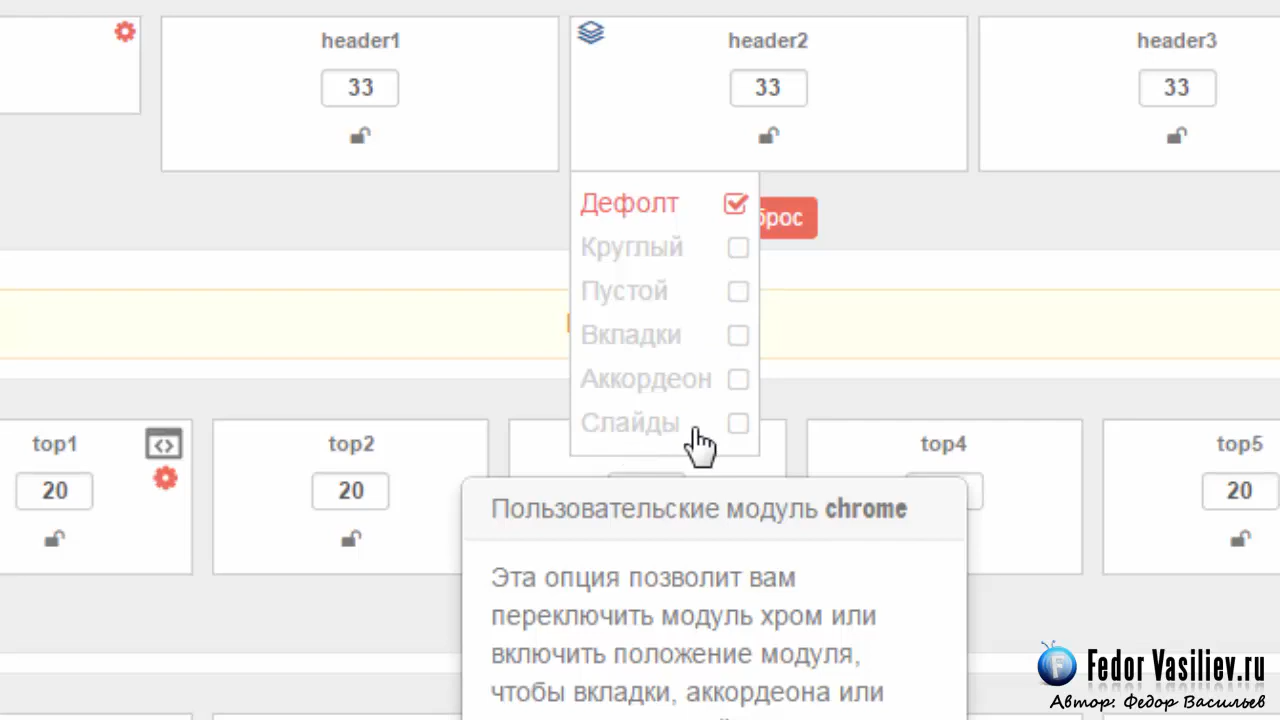 header1
header2
header3
33
33
33
Дефолт
Круглый
Пустой
Вкладки
Аккордеон
Слайды
top1
top2
top4
top5
20
20
20
Пользовательские модуль chrome
Эта опция позволит вам
переключить модуль хром или
включить положение модуля,
чтобы вкладки, аккордеона или
Fedor Vasiliev.ru
Автор: Федор Васильев